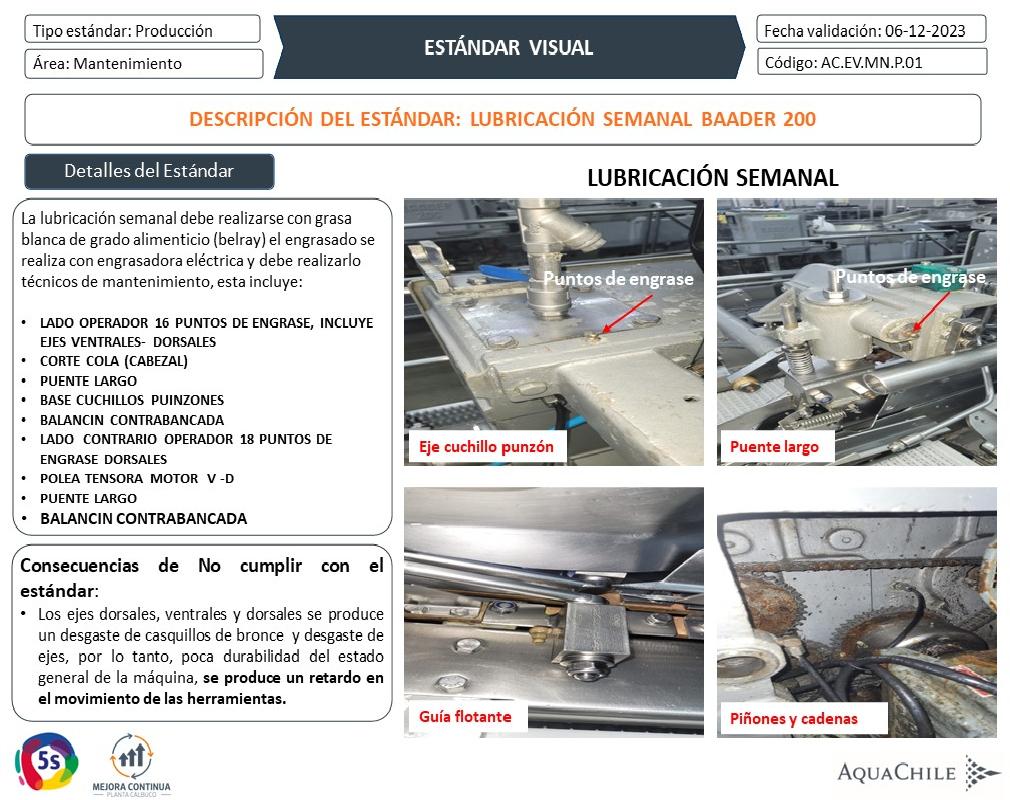 Tipo estándar: Producción
Área: Mantenimiento
ESTÁNDAR VISUAL
Fecha validación: 06-12-2023
Código: AC.EV.MN.P.01
DESCRIPCIÓN DEL ESTÁNDAR: LUBRICACIÓN SEMANAL BAADER 200
Detalles del Estándar
La lubricación semanal debe realizarse con grasa
blanca de grado alimenticio (belray) el engrasado se
realiza con engrasadora eléctrica y debe realizarlo
técnicos de mantenimiento, esta incluye:
• LADO OPERADOR 16 PUNTOS DE ENGRASE, INCLUYE
EJES VENTRALES- DORSALES
• CORTE COLA (CABEZAL)
• PUENTE LARGO
• BASE CUCHILLOS PUINZONES
• BALANCIN CONTRABANCADA
• LADO CONTRARIO OPERADOR 18 PUNTOS DE
ENGRASE DORSALES
• POLEA TENSORA MOTOR V -D
• PUENTE LARGO
• BALANCIN CONTRABANCADA
Consecuencias de No cumplir con el
estándar:
• Los ejes dorsales, ventrales y dorsales se produce
un desgaste de casquillos de bronce y desgaste de
ejes, por lo tanto, poca durabilidad del estado
general de la máquina, se produce un retardo en
el movimiento de las herramientas.
LUBRICACIÓN SEMANAL
Puntos de engrase
Eje cuchillo punzón
Puntos de engrase
Puente largo
Guía flotante
Piñones y cadenas
5s
MEJORA CONTINUA
PLANTA CALBUCO
AQUACHILE